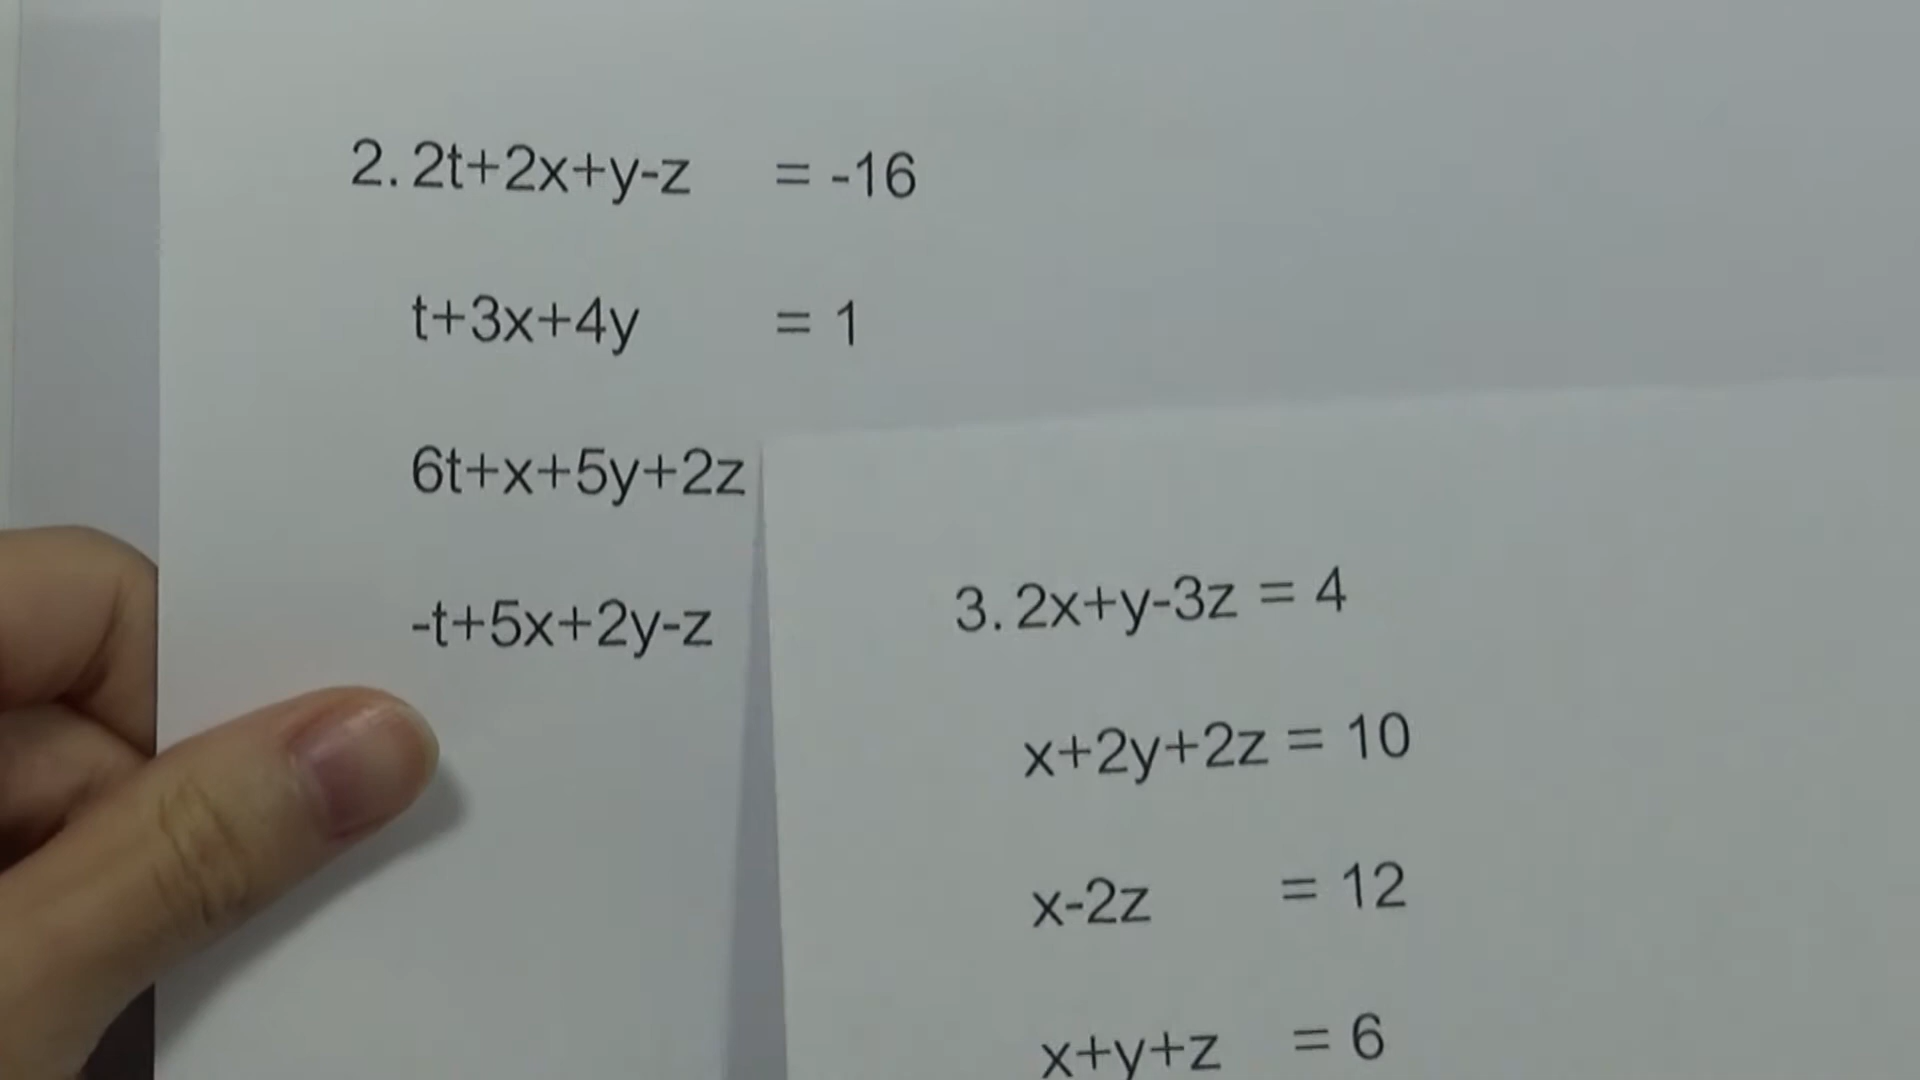 2. 2t+2x+y-z = -16
t+3x+4y = 1
6t+x+5y+2z
-t+5x+2y-z
3. 2x+y-3z = 4
x+2y+2z = 10
x-2z = 12
x+y+z = 6